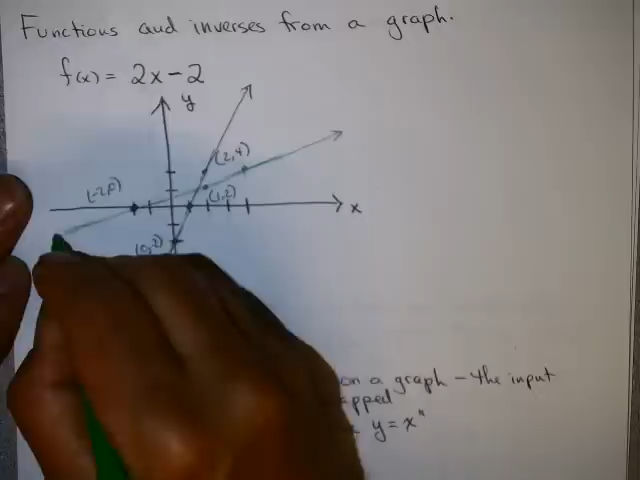 Functions and inverses from a graph.
f(x) = 2x - 2
y
(2,4)
(-2,0)
(1,2)
x
(0,2)
on a graph - the input
apped
y = x"